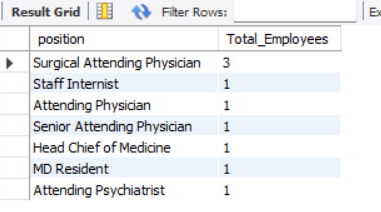 Result Grid Filter Rows: Ex
position Total_Employees
Surgical Attending Physician 3
Staff Internist 1
Attending Physician 1
Senior Attending Physician 1
Head Chief of Medicine 1
MD Resident 1
Attending Psychiatrist 1